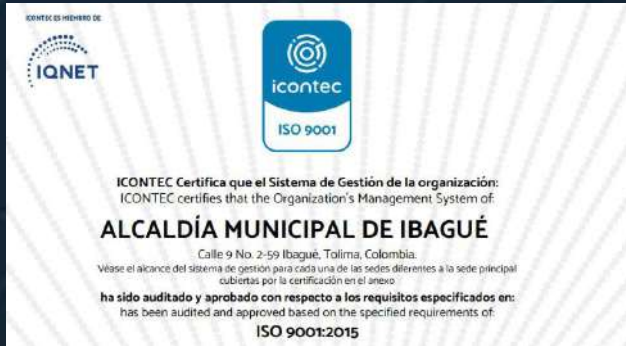 ICONTEC ES MIEMBRO DE
IQNET
icontec
ISO 9001
ICONTEC Certifica que el Sistema de Gestión de la organización:
ICONTEC certifies that the Organization's Management System of:
ALCALDÍA MUNICIPAL DE IBAGUÉ
Calle 9 No. 2-59 Ibagué, Tolima, Colombia.
Véase el alcance del sistema de gestión para cada una de las sedes diferentes a la sede principal
cubiertas por la certificación en el anexo
ha sido auditado y aprobado con respecto a los requisitos especificados en:
has been audited and approved based on the specified requirements of:
ISO 9001:2015